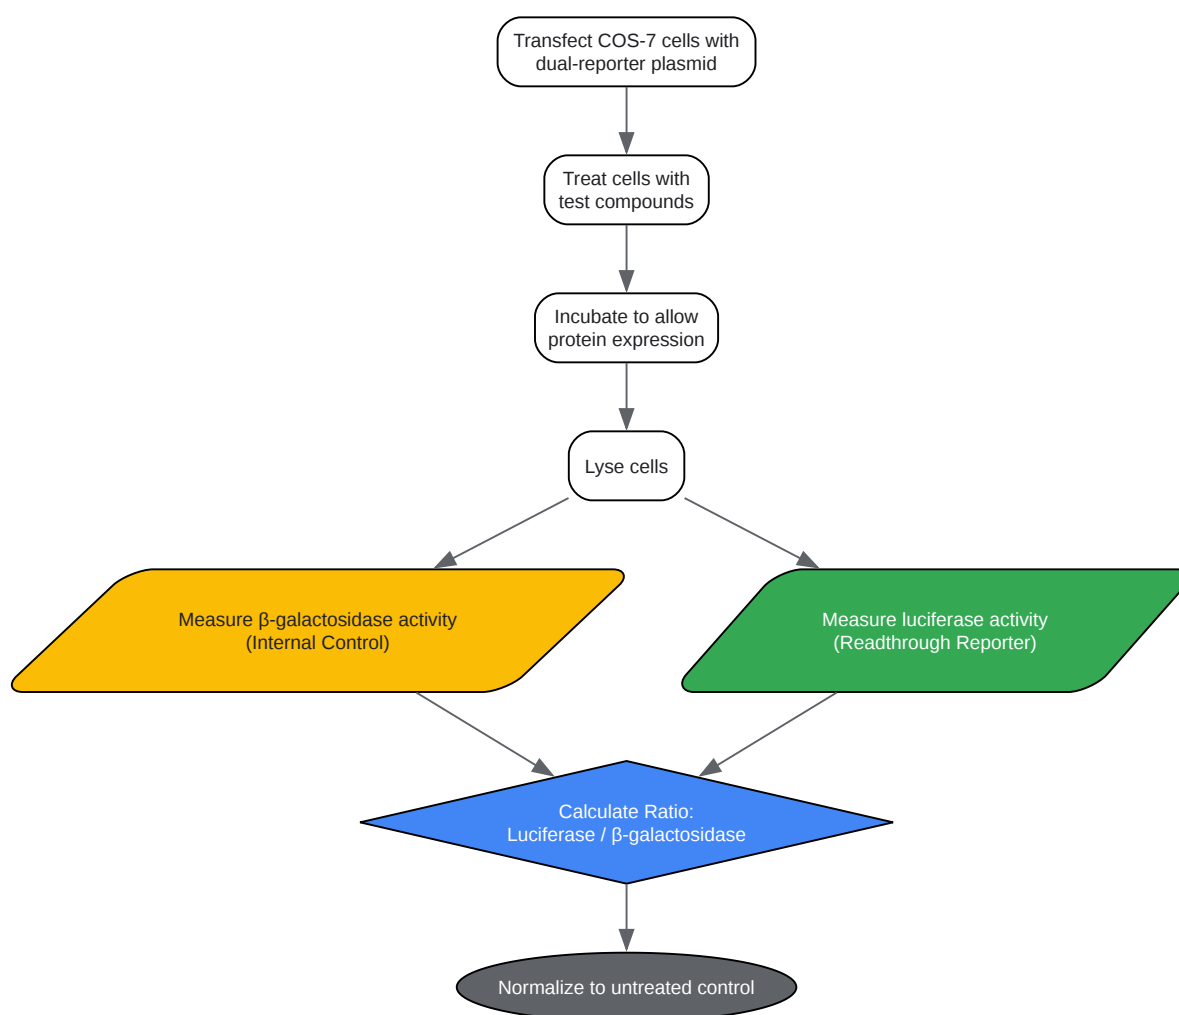 Transfect COS-7 cells with
dual-reporter plasmid
Treat cells with
test compounds
Incubate to allow
protein expression
Lyse cells
Measure β-galactosidase activity
(Internal Control)
Measure luciferase activity
(Readthrough Reporter)
Calculate Ratio:
Luciferase / β-galactosidase
Normalize to untreated control